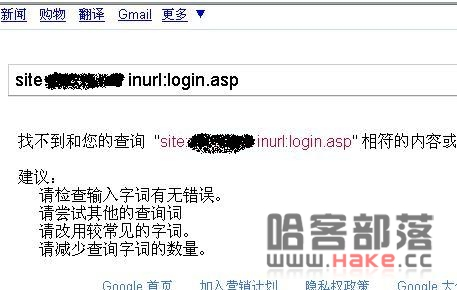 新闻 购物 翻译 Gmail 更多 ▼
site inurl:login.asp
找不到和您的查询 "site: inurl:login.asp" 相符的内容或
建议：
请检查输入字词有无错误。
请尝试其他的查询词
请改用较常见的字词。
请减少查询字词的数量。
哈客部落
www.Hake.cc
Google 首页 加入营销计划 隐私权政策 Google 大